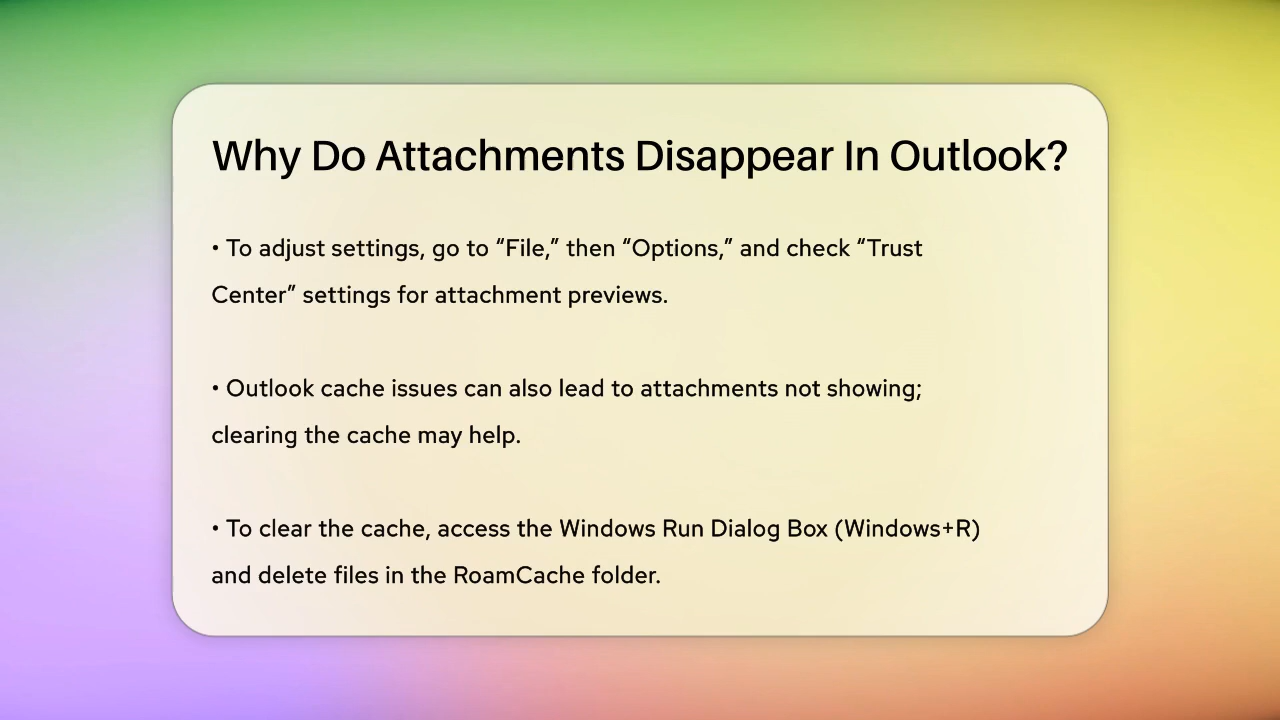 Why Do Attachments Disappear In Outlook?
• To adjust settings, go to “File,” then “Options,” and check “Trust
Center” settings for attachment previews.
• Outlook cache issues can also lead to attachments not showing;
clearing the cache may help.
• To clear the cache, access the Windows Run Dialog Box (Windows+R)
and delete files in the RoamCache folder.